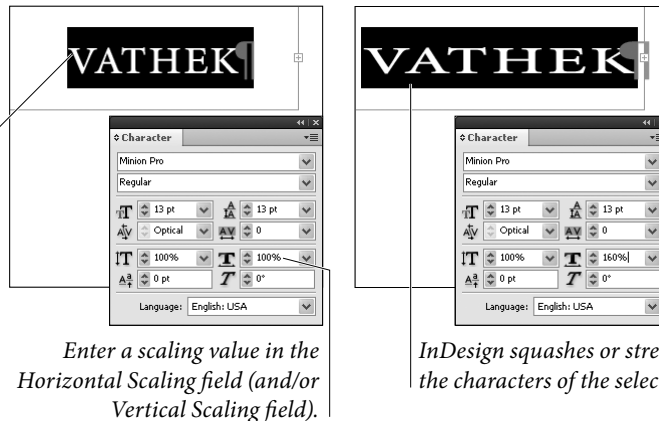 VATHEK¶
Character
Minion Pro
Regular
13 pt
13 pt
Optical
0
100%
100%
0 pt
0°
Language: English: USA
Enter a scaling value in the
Horizontal Scaling field (and/or
Vertical Scaling field).
VATHEK¶
Character
Minion Pro
Regular
13 pt
13 pt
Optical
0
100%
160%
0 pt
0°
Language: English: USA
InDesign squashes or stre
the characters of the selec